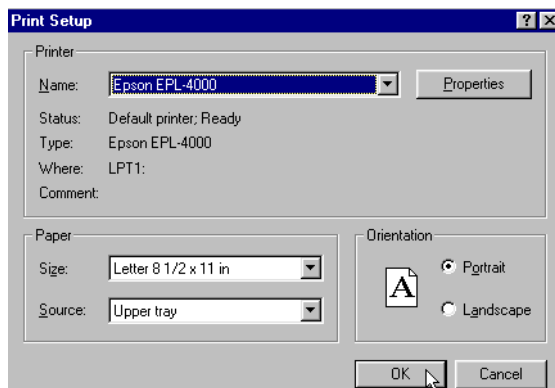 Print Setup
Printer
Name: Epson EPL-4000 Properties
Status: Default printer; Ready
Type: Epson EPL-4000
Where: LPT1:
Comment:
Paper
Size: Letter 8 1/2 x 11 in
Source: Upper tray
Orientation
A
Portrait
Landscape
OK Cancel